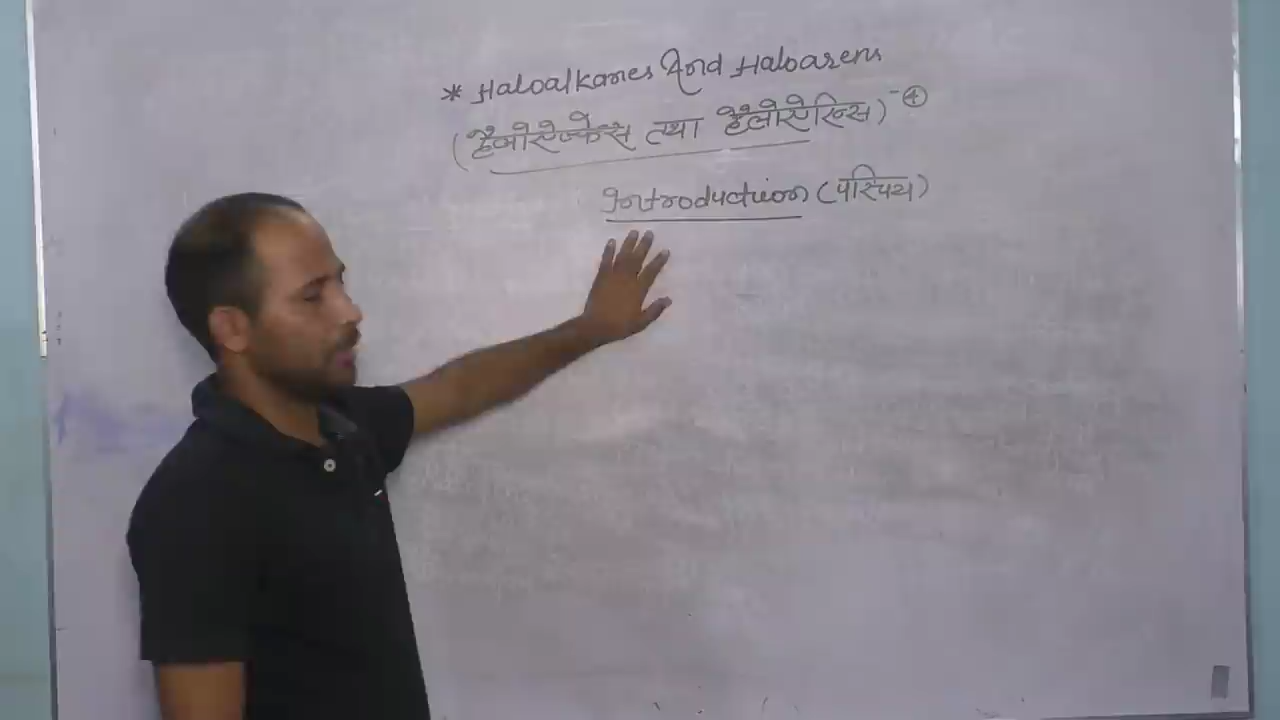 * Haloalkanes And Haloarens
(हैलोऐल्केन्स तथा हैलोऐरिन्स) - 4
Introduction (परिचय)